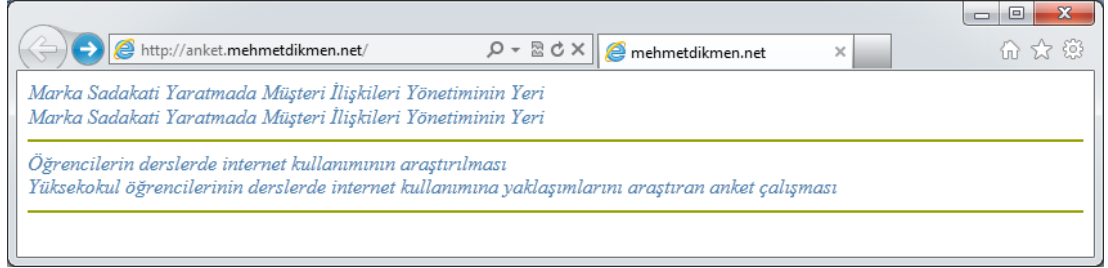 http://anket.mehmetdikmen.net/
mehmetdikmen.net
Marka Sadakati Yaratmada Müşteri İlişkileri Yönetiminin Yeri
Marka Sadakati Yaratmada Müşteri İlişkileri Yönetiminin Yeri
Öğrencilerin derslerde internet kullanımının araştırılması
Yüksekokul öğrencilerinin derslerde internet kullanımına yaklaşımlarını araştıran anket çalışması